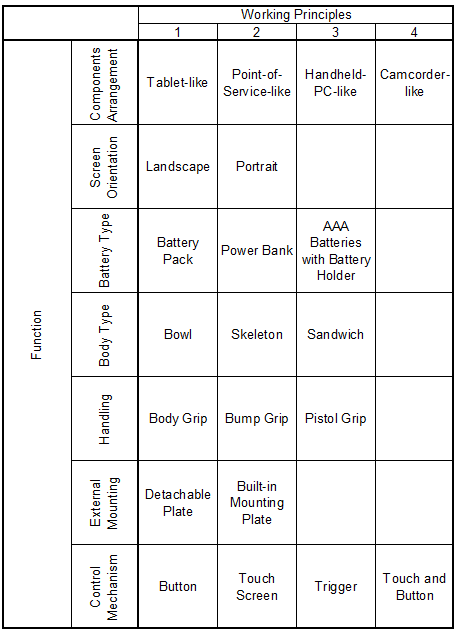 Working Principles
1 2 3 4
Function
Components
Arrangement
Tablet-like
Point-of-
Service-like
Handheld-
PC-like
Camcorder-
like
Screen
Orientation
Landscape
Portrait
Battery Type
Battery
Pack
Power Bank
AAA
Batteries
with Battery
Holder
Body Type
Bowl
Skeleton
Sandwich
Handling
Body Grip
Bump Grip
Pistol Grip
External
Mounting
Detachable
Plate
Built-in
Mounting
Plate
Control
Mechanism
Button
Touch
Screen
Trigger
Touch and
Button